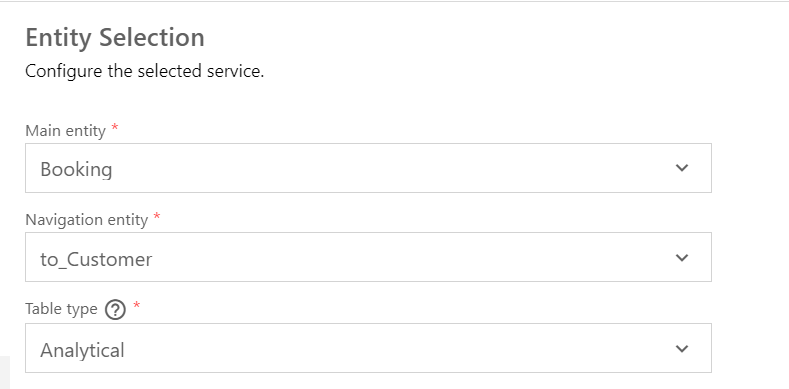 Entity Selection
Configure the selected service.
Main entity *
Booking
Navigation entity *
to_Customer
Table type ? *
Analytical